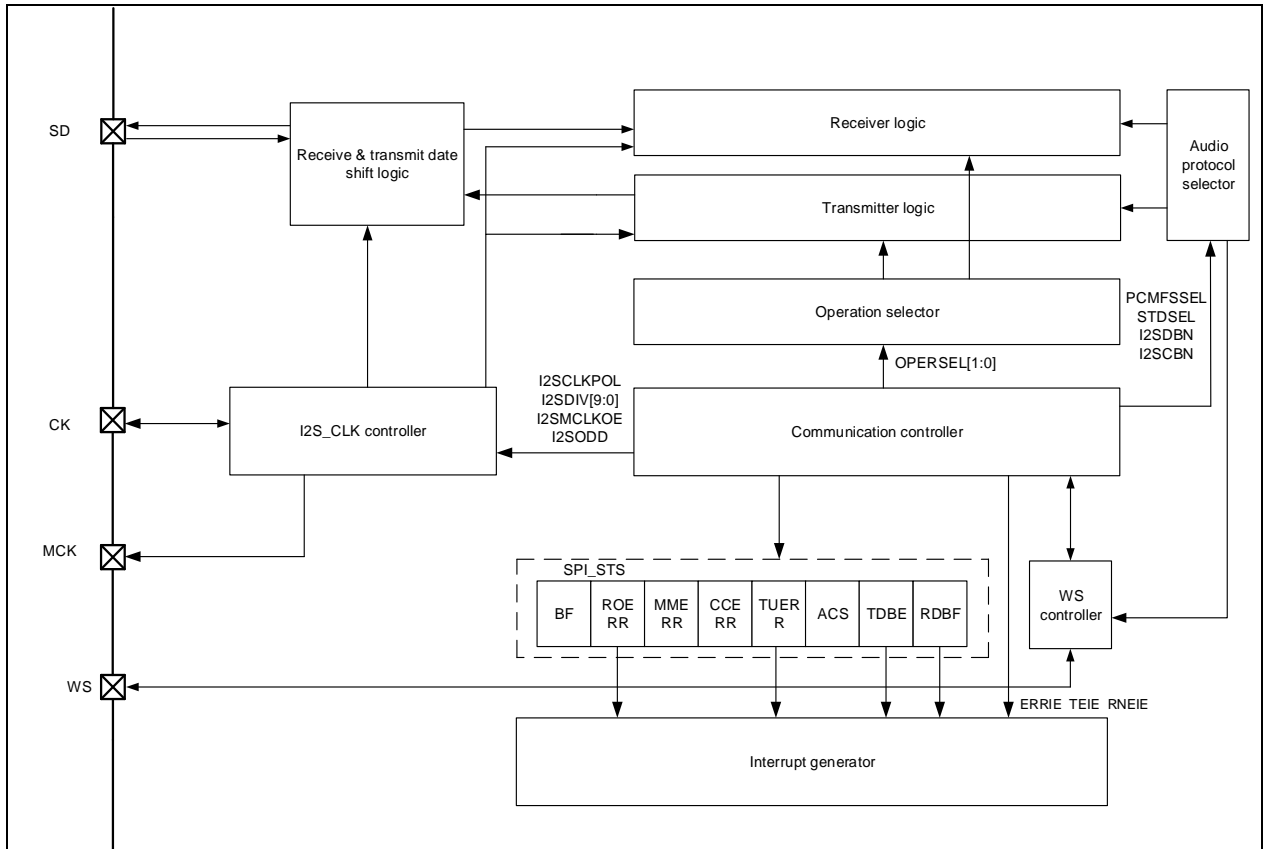 SD
Receive & transmit date
shift logic
Receiver logic
Audio
protocol
selector
Transmitter logic
Operation selector
PCMFSSEL
STDSEL
I2SDBN
I2SCBN
OPERSEL[1:0]
I2SCLKPOL
I2SDIV[9:0]
I2SMCLKOE
I2SODD
CK
I2S_CLK controller
Communication controller
MCK
SPI_STS
BF
ROE
RR
MME
RR
CCE
RR
TUER
R
ACS
TDBE
RDBF
WS
controller
WS
ERRIE TEIE RNEIE
Interrupt generator